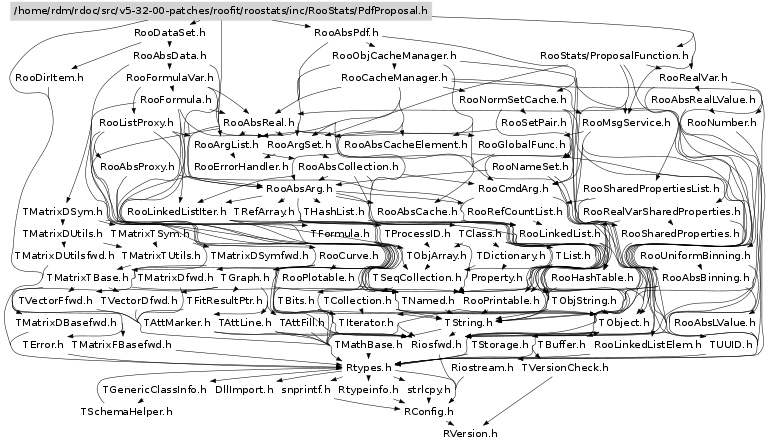 /home/rdm/rdoc/src/v5-32-00-patches/roofit/roostats/inc/RooStats/PdfProposal.h
RooDataSet.h RooAbsPdf.h
RooAbsData.h RooObjCacheManager.h RooStats/ProposalFunction.h
RooDirItem.h RooFormulaVar.h RooCacheManager.h RooRealVar.h
RooFormula.h RooNormSetCache.h RooAbsRealLValue.h
RooListProxy.h RooAbsReal.h RooSetPair.h RooMsgService.h RooNumber.h
RooArgList.h RooArgSet.h RooAbsCacheElement.h RooGlobalFunc.h
RooAbsProxy.h RooErrorHandler.h RooAbsCollection.h RooNameSet.h
RooAbsArg.h RooCmdArg.h RooSharedPropertiesList.h
TMatrixDSym.h RooLinkedListIter.h TRefArray.h THashList.h RooAbsCache.h RooRefCountList.h RooRealVarSharedProperties.h
TMatrixDUtils.h TMatrixTSym.h TFormula.h TProcessID.h TClass.h RooLinkedList.h RooSharedProperties.h
TMatrixDUtilsfwd.h TMatrixTUtils.h TMatrixDSymfwd.h RooCurve.h TObjArray.h TDictionary.h TList.h RooUniformBinning.h
TMatrixTBase.h TMatrixDfwd.h TGraph.h RooPlotable.h TSeqCollection.h Property.h RooHashTable.h RooAbsBinning.h
TVectorFfwd.h TVectorDfwd.h TFitResultPtr.h TBits.h TCollection.h TNamed.h RooPrintable.h TObjString.h
TMatrixDBasefwd.h TAttMarker.h TAttLine.h TAttFill.h TIterator.h TString.h TObject.h RooAbsLValue.h
TError.h TMatrixFBasefwd.h TMathBase.h Riosfwd.h TStorage.h TBuffer.h RooLinkedListElem.h TUUID.h
Rtypes.h Riostream.h TVersionCheck.h
TGenericClassInfo.h DllImport.h snprintf.h Rtypeinfo.h strlcpy.h
TSchemaHelper.h RConfig.h
RVersion.h